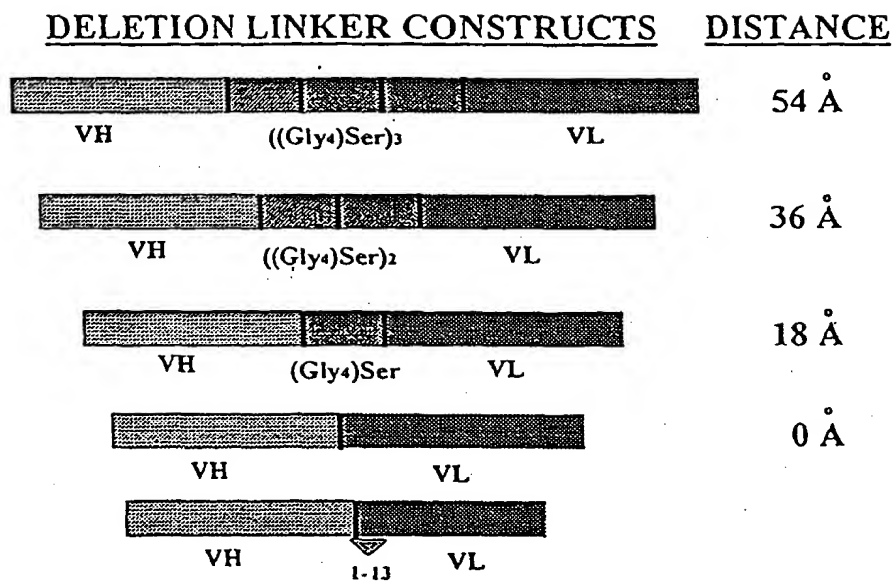 DELETION LINKER CONSTRUCTS DISTANCE
54 Å
VH ((Gly4)Ser)3 VL
36 Å
VH ((Gly4)Ser)2 VL
18 Å
VH (Gly4)Ser VL
0 Å
VH VL
VH 1-13 VL